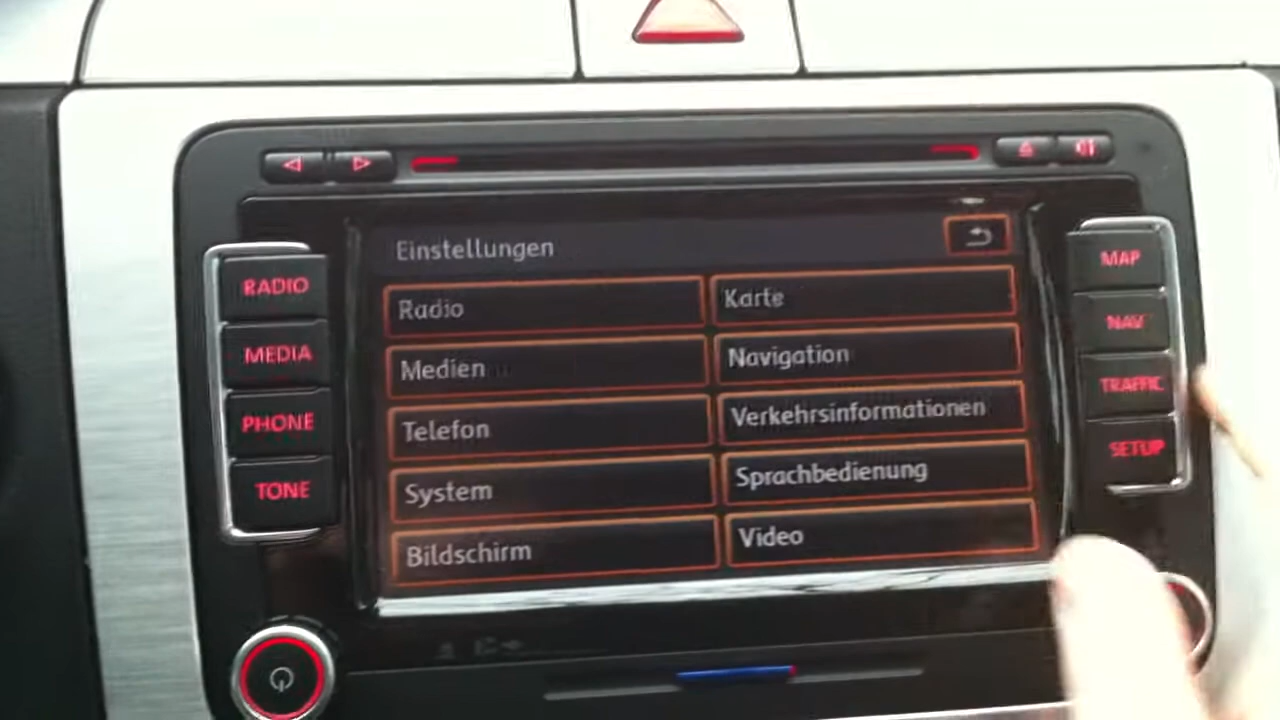 RADIO
MEDIA
PHONE
TONE
Einstellungen
Radio
Medien
Telefon
System
Bildschirm
Karte
Navigation
Verkehrsinformationen
Sprachbedienung
Video
MAP
NAV
TRAFFIC
SETUP